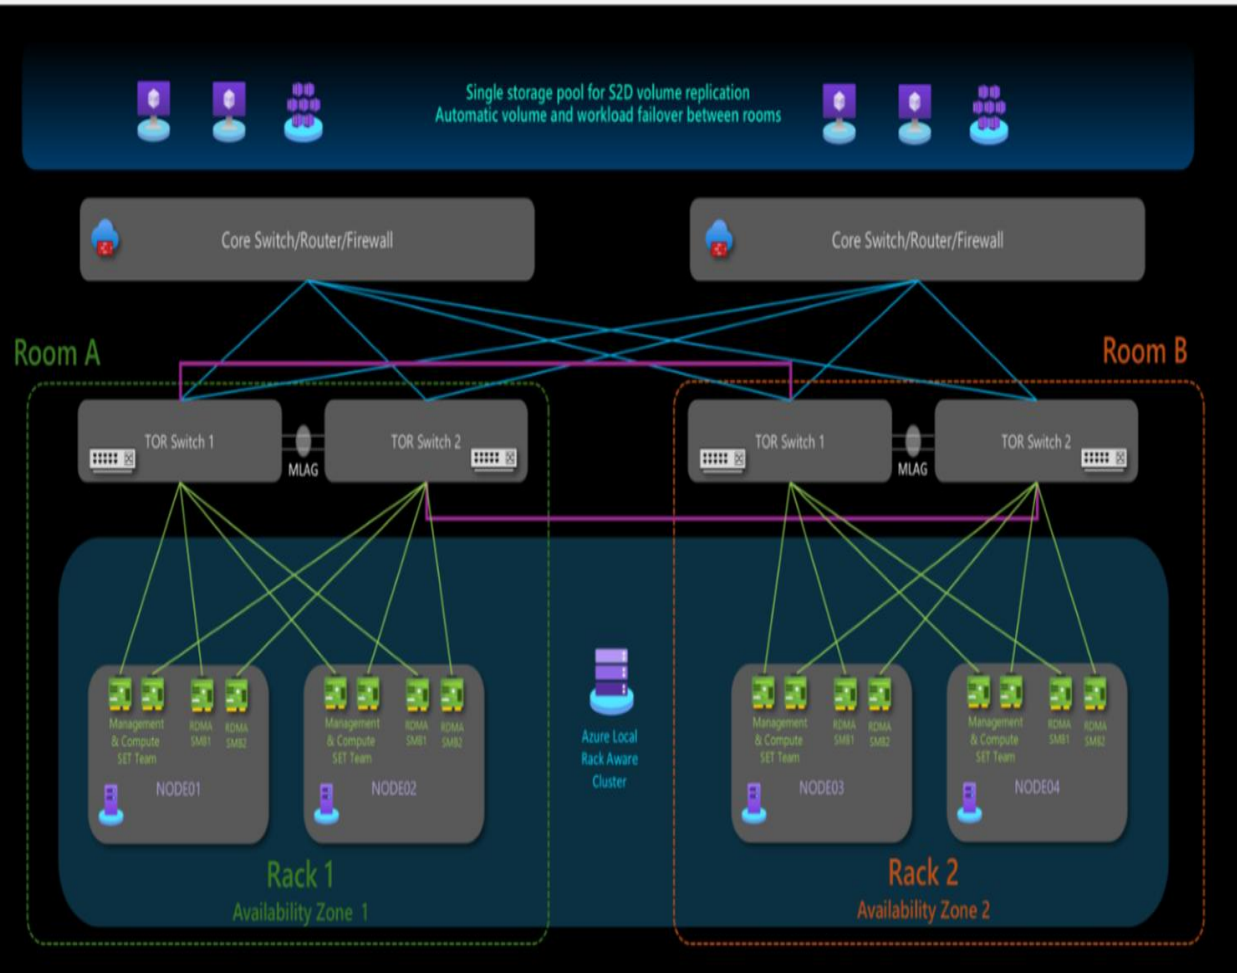 Single storage pool for S2D volume replication
Automatic volume and workload failover between rooms
Core Switch/Router/Firewall
Core Switch/Router/Firewall
Room A
Room B
TOR Switch 1
MLAG
TOR Switch 2
TOR Switch 1
MLAG
TOR Switch 2
Management
& Compute
SET Team
RDMA
SMB1
RDMA
SMB2
NODE01
Management
& Compute
SET Team
RDMA
SMB1
RDMA
SMB2
NODE02
Azure Local
Rack Aware
Cluster
Management
& Compute
SET Team
RDMA
SMB1
RDMA
SMB2
NODE03
Management
& Compute
SET Team
RDMA
SMB1
RDMA
SMB2
NODE04
Rack 1
Availability Zone 1
Rack 2
Availability Zone 2